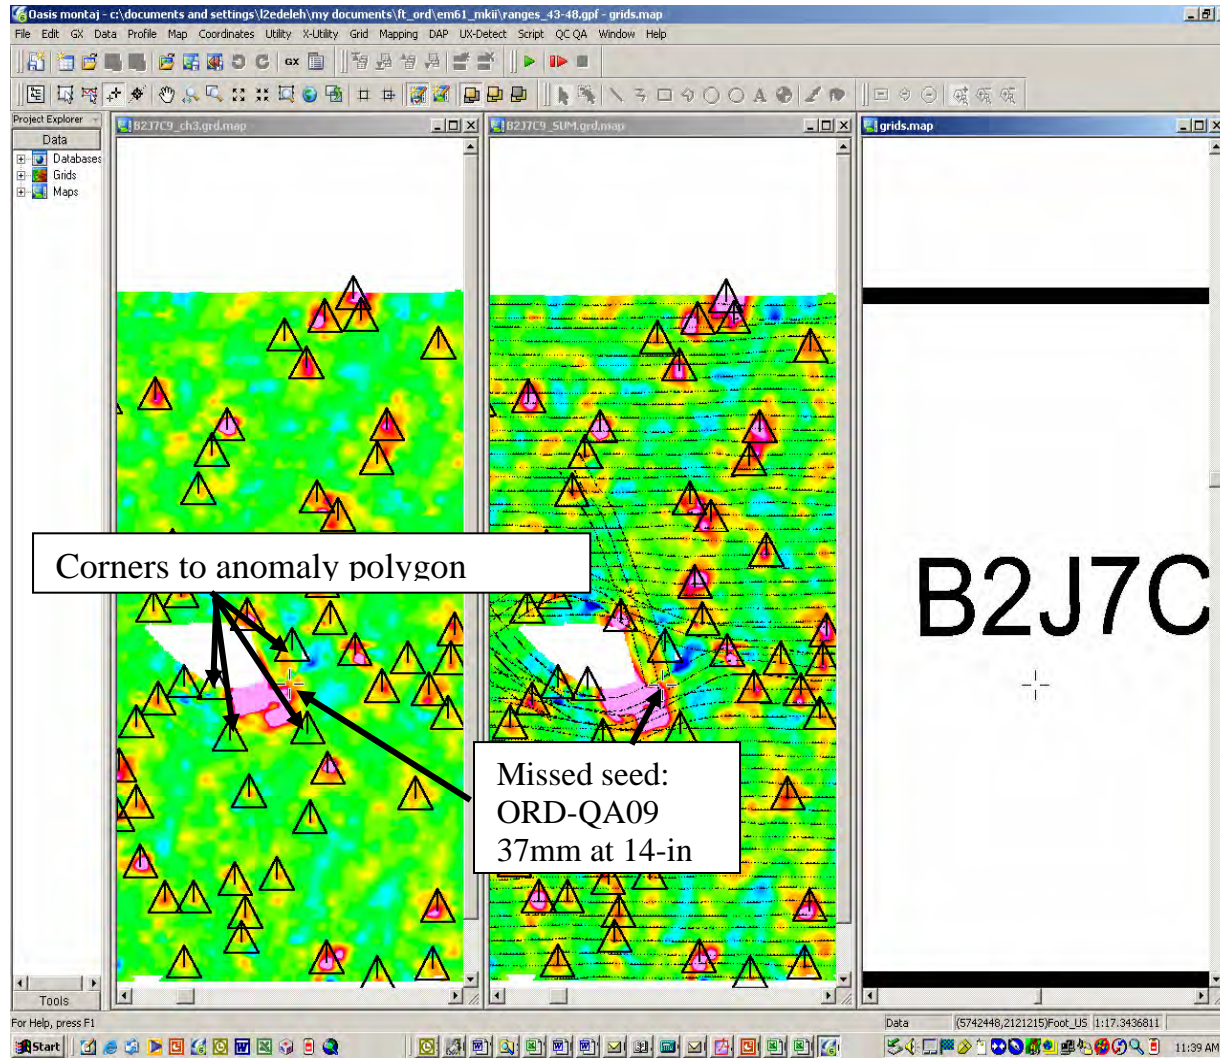 Oasis montaj - c:\documents and settings\l2edeleh\my documents\ft_ord\em61_mkii\ranges_43-48.gpf - grids.map
File Edit GX Data Profile Map Coordinates Utility X-Utility Grid Mapping DAP UX-Detect Script QC QA Window Help
GX
A
Project Explorer
Data
Databases
Grids
Maps
B2J7C9_ch3.grd.map
B2J7C9_SUM.grd.map
grids.map
Corners to anomaly polygon
B2J7C
Missed seed:
ORD-QA09
37mm at 14-in
Tools
For Help, press F1
Data (5742448,2121215)Foot_US 1:17.3436811
Start
11:39 AM